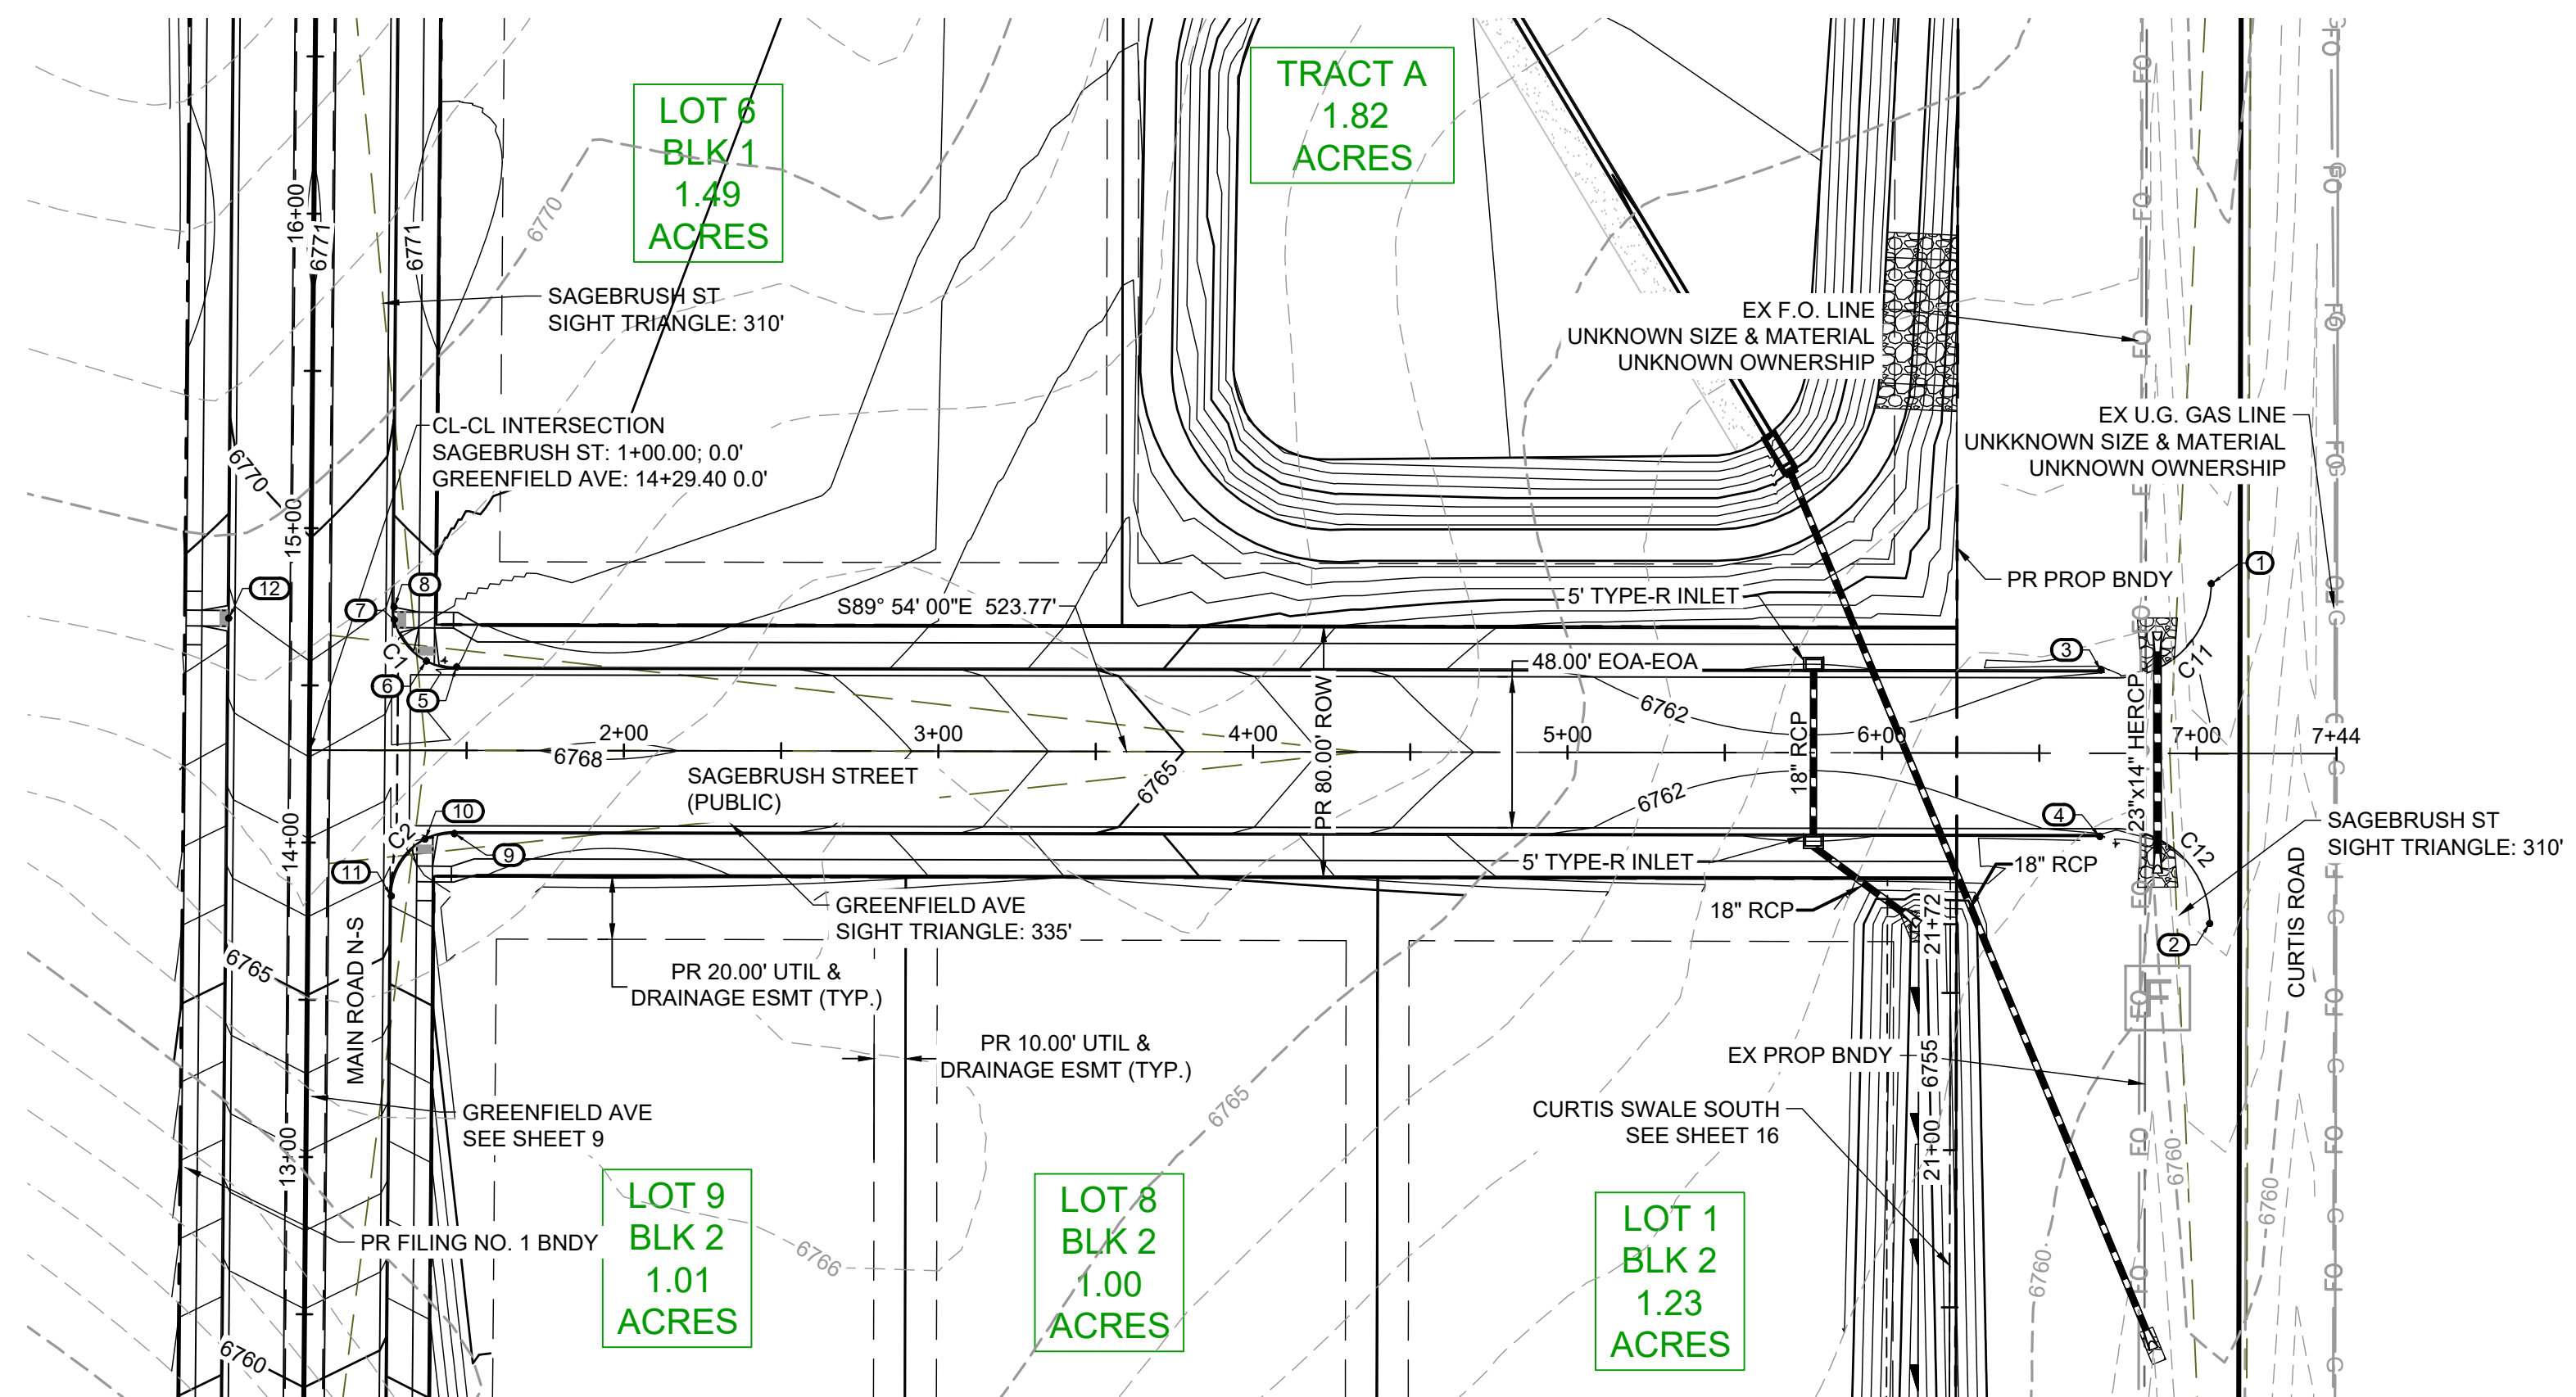 LOT 6
BLK 1
1.49
ACRES
TRACT A
1.82
ACRES
16+00
6771
6771
6770
SAGEBRUSH ST
SIGHT TRIANGLE: 310'
EX F.O. LINE
UNKNOWN SIZE & MATERIAL
UNKNOWN OWNERSHIP
EX U.G. GAS LINE
UNKKNOWN SIZE & MATERIAL
UNKNOWN OWNERSHIP
CL-CL INTERSECTION
SAGEBRUSH ST: 1+00.00; 0.0'
GREENFIELD AVE: 14+29.40 0.0'
6770
15+00
12
8
7
1
PR PROP BNDY
S89° 54' 00"E 523.77'
5' TYPE-R INLET
C1
6
5
48.00' EOA-EOA
3
C11
6762
2+00
3+00
4+00
5+00
6+00
7+00
7+44
6768
SAGEBRUSH STREET
(PUBLIC)
6765
PR 80.00' ROW
6762
18" RCP
23"x14" HERCP
4
C12
SAGEBRUSH ST
SIGHT TRIANGLE: 310'
14+00
C2
10
9
11
5' TYPE-R INLET
18" RCP
18" RCP
GREENFIELD AVE
SIGHT TRIANGLE: 335'
21+72
2
CURTIS ROAD
MAIN ROAD N-S
6765
PR 20.00' UTIL &
DRAINAGE ESMT (TYP.)
PR 10.00' UTIL &
DRAINAGE ESMT (TYP.)
EX PROP BNDY
6755
GREENFIELD AVE
SEE SHEET 9
6765
CURTIS SWALE SOUTH
SEE SHEET 16
21+00
13+00
6760
6760
6760
PR FILING NO. 1 BNDY
6766
LOT 9
BLK 2
1.01
ACRES
LOT 8
BLK 2
1.00
ACRES
LOT 1
BLK 2
1.23
ACRES
6760
FO
FO
FO
FO
FO
FO
G
G
G
G
G